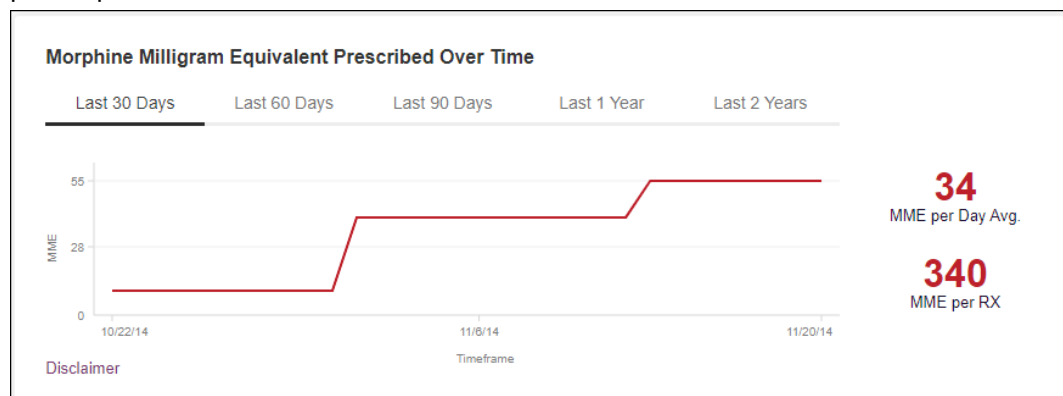 Morphine Milligram Equivalent Prescribed Over Time
Last 30 Days Last 60 Days Last 90 Days Last 1 Year Last 2 Years
55
28
0
MME
10/22/14 11/6/14 11/20/14
Timeframe
34
MME per Day Avg.
340
MME per RX
Disclaimer